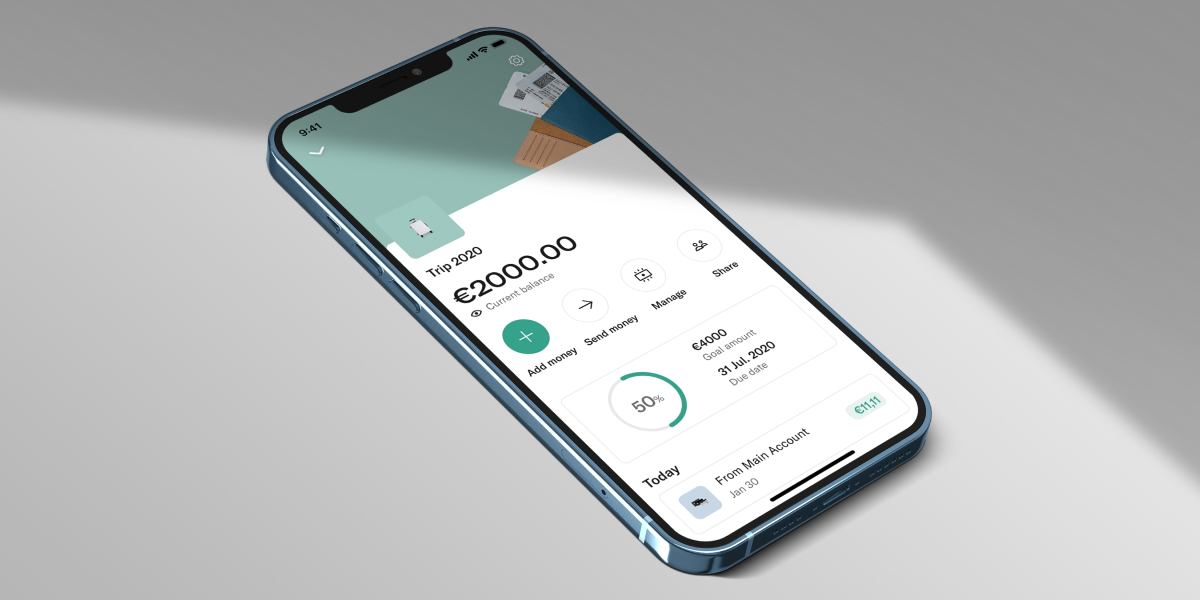 9:41
Trip 2020
€2000.00
Current balance
Add money
Send money
Manage
Share
50%
€4000
Goal amount
31 Jul. 2020
Due date
Today
From Main Account
Jan 30
€11,11